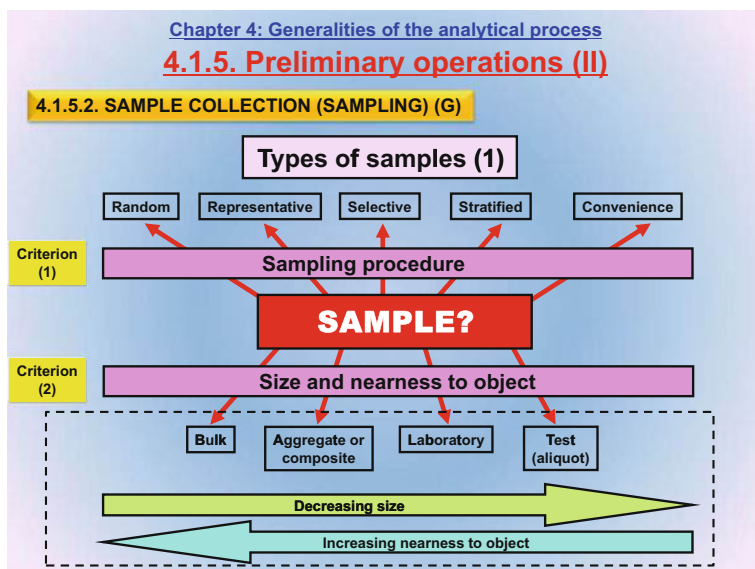 Chapter 4: Generalities of the analytical process
4.1.5. Preliminary operations (II)
4.1.5.2. SAMPLE COLLECTION (SAMPLING) (G)
Types of samples (1)
Random
Representative
Selective
Stratified
Convenience
Criterion
(1)
Sampling procedure
SAMPLE?
Criterion
(2)
Size and nearness to object
Bulk
Aggregate or
composite
Laboratory
Test
(aliquot)
Decreasing size
Increasing nearness to object